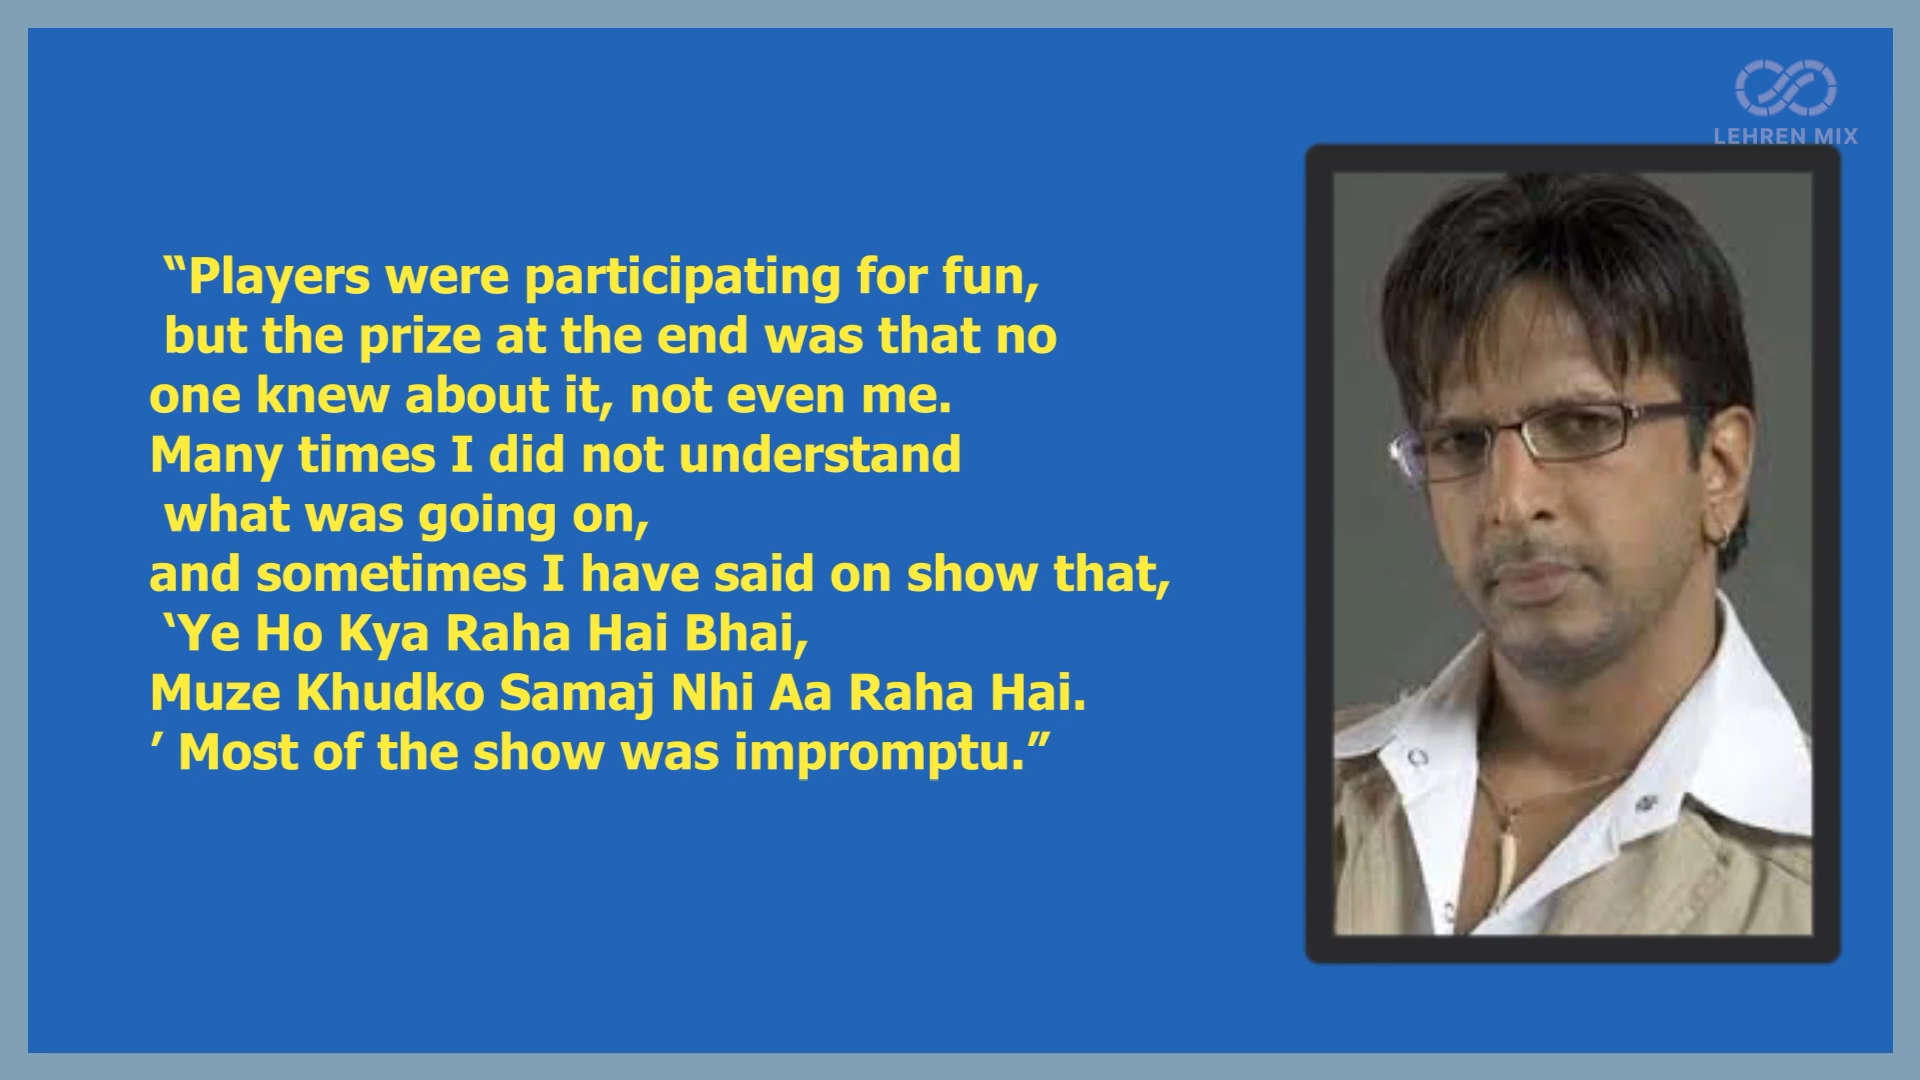 LEHREN MIX
“Players were participating for fun,
but the prize at the end was that no
one knew about it, not even me.
Many times I did not understand
what was going on,
and sometimes I have said on show that,
‘Ye Ho Kya Raha Hai Bhai,
Muze Khudko Samaj Nhi Aa Raha Hai.
’ Most of the show was impromptu.”